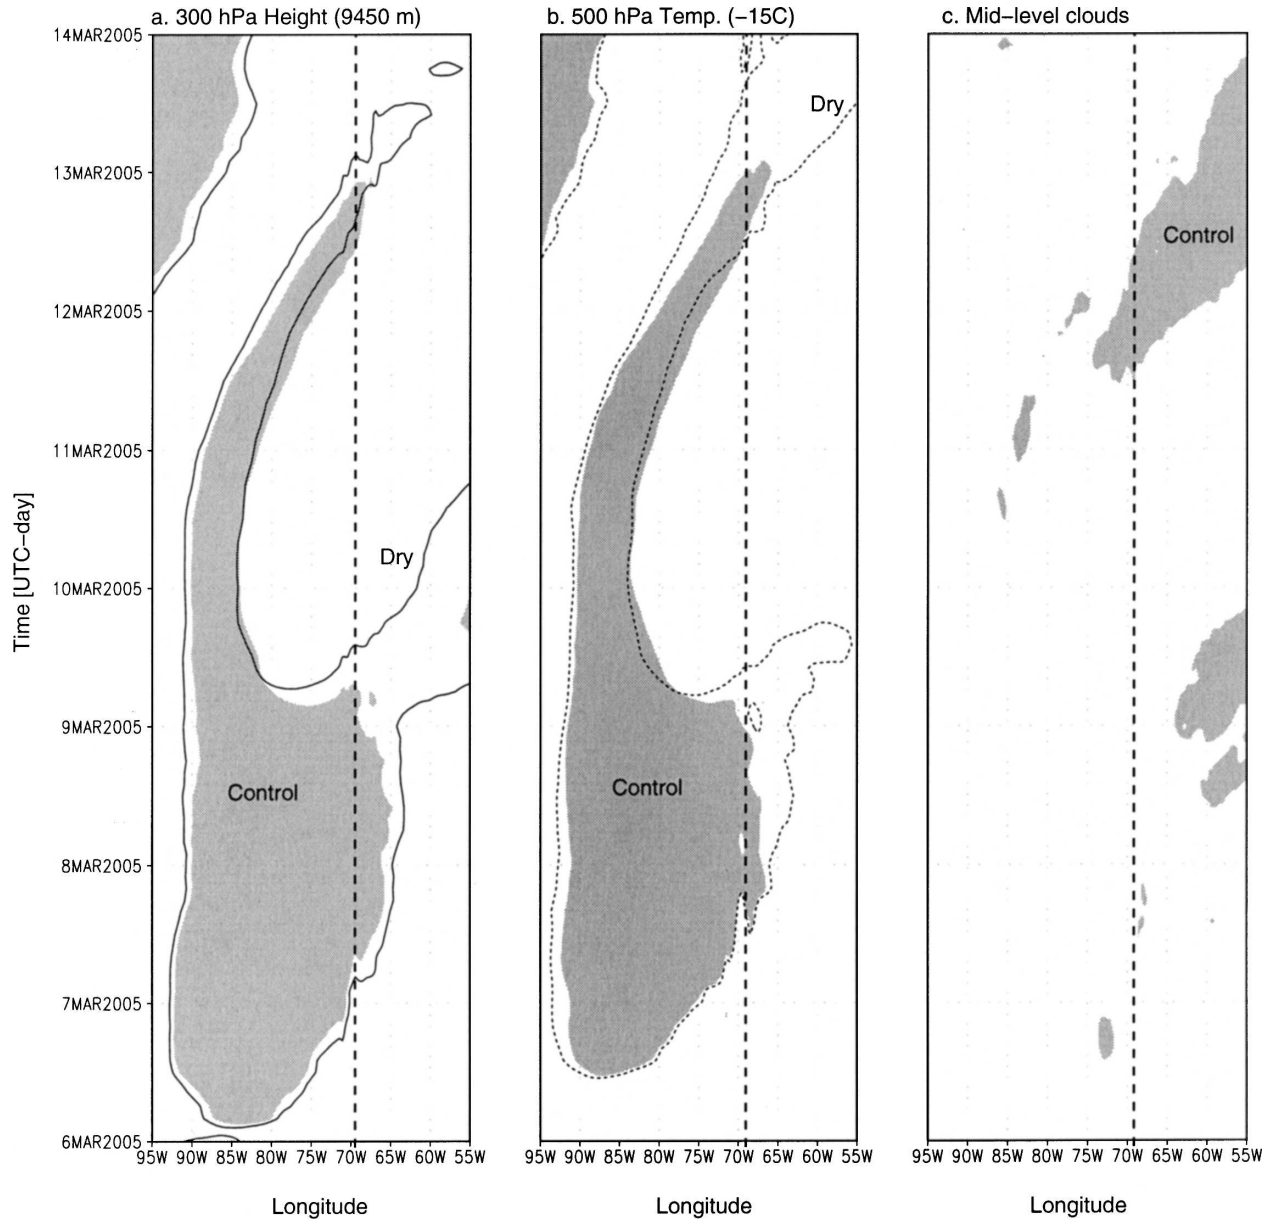 a. 300 hPa Height (9450 m)
b. 500 hPa Temp. (−15C)
c. Mid−level clouds
14MAR2005
13MAR2005
12MAR2005
11MAR2005
10MAR2005
9MAR2005
8MAR2005
7MAR2005
6MAR2005
Time [UTC−day]
Dry
Control
Dry
Control
Control
95W 90W 85W 80W 75W 70W 65W 60W 55W
95W 90W 85W 80W 75W 70W 65W 60W 55W
95W 90W 85W 80W 75W 70W 65W 60W 55W
Longitude
Longitude
Longitude